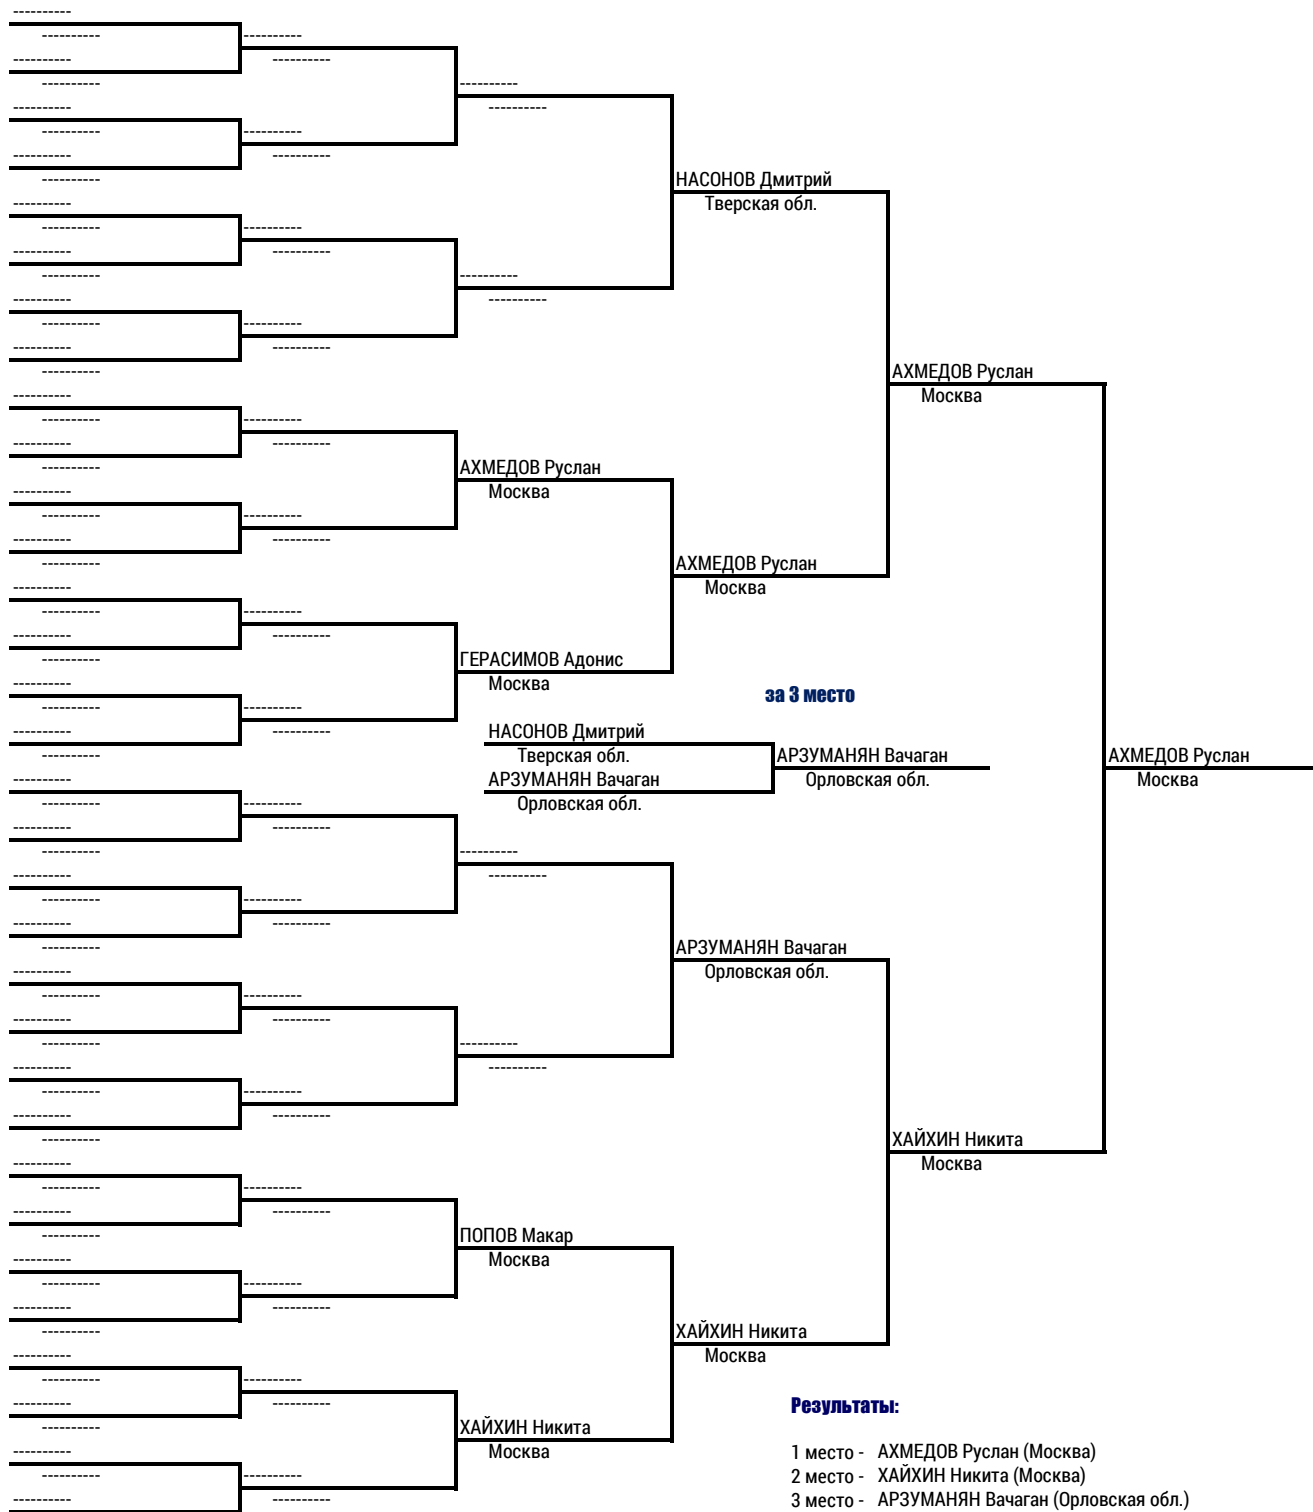 НАСОНОВ Дмитрий
Тверская обл.
АХМЕДОВ Руслан
Москва
АХМЕДОВ Руслан
Москва
АХМЕДОВ Руслан
Москва
ГЕРАСИМОВ Адонис
Москва
за 3 место
НАСОНОВ Дмитрий
Тверская обл.
АРЗУМАНЯН Вачаган
Орловская обл.
АРЗУМАНЯН Вачаган
Орловская обл.
АХМЕДОВ Руслан
Москва
АРЗУМАНЯН Вачаган
Орловская обл.
ХАЙХИН Никита
Москва
ПОПОВ Макар
Москва
ХАЙХИН Никита
Москва
ХАЙХИН Никита
Москва
Результаты:
1 место - АХМЕДОВ Руслан (Москва)
2 место - ХАЙХИН Никита (Москва)
3 место - АРЗУМАНЯН Вачаган (Орловская обл.)